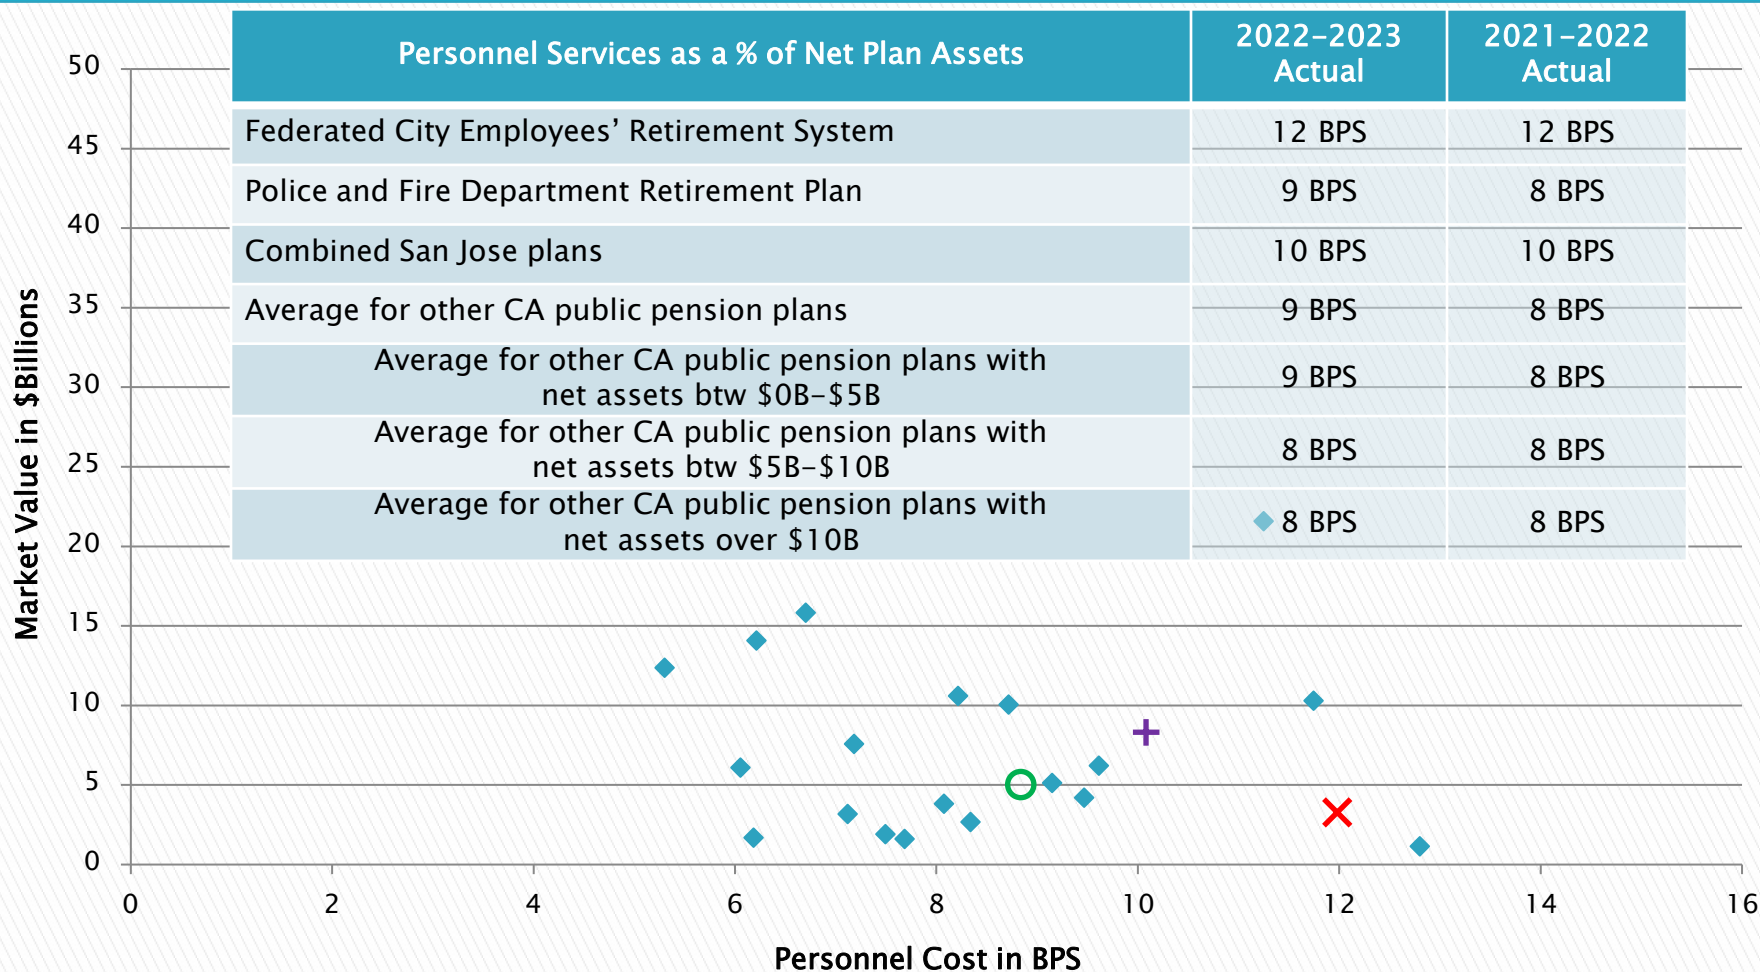 Personnel Services as a % of Net Plan Assets
2022-2023
Actual
2021-2022
Actual
Federated City Employees’ Retirement System
12 BPS
12 BPS
Police and Fire Department Retirement Plan
9 BPS
8 BPS
Combined San Jose plans
10 BPS
10 BPS
Average for other CA public pension plans
9 BPS
8 BPS
Average for other CA public pension plans with
net assets btw $0B-$5B
9 BPS
8 BPS
Average for other CA public pension plans with
net assets btw $5B-$10B
8 BPS
8 BPS
Average for other CA public pension plans with
net assets over $10B
8 BPS
8 BPS
Market Value in $Billions
50
45
40
35
30
25
20
15
10
5
0
0
2
4
6
8
10
12
14
16
Personnel Cost in BPS